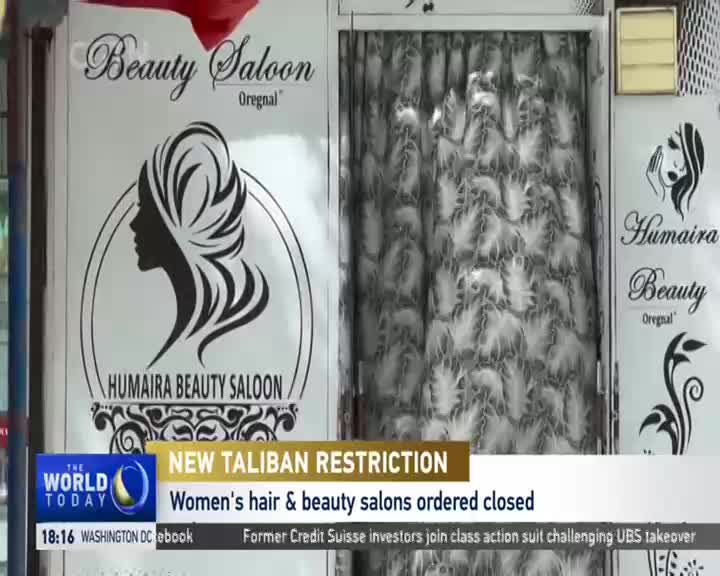 Beauty Saloon
Oregnal
HUMAIRA BEAUTY SALOON
Humaira
Beauty
Oregnal
NEW TALIBAN RESTRICTION
THE
WORLD
TODAY
Women's hair & beauty salons ordered closed
18:16 WASHINGTON DC
cebook Former Credit Suisse investors join class action suit challenging UBS takeover